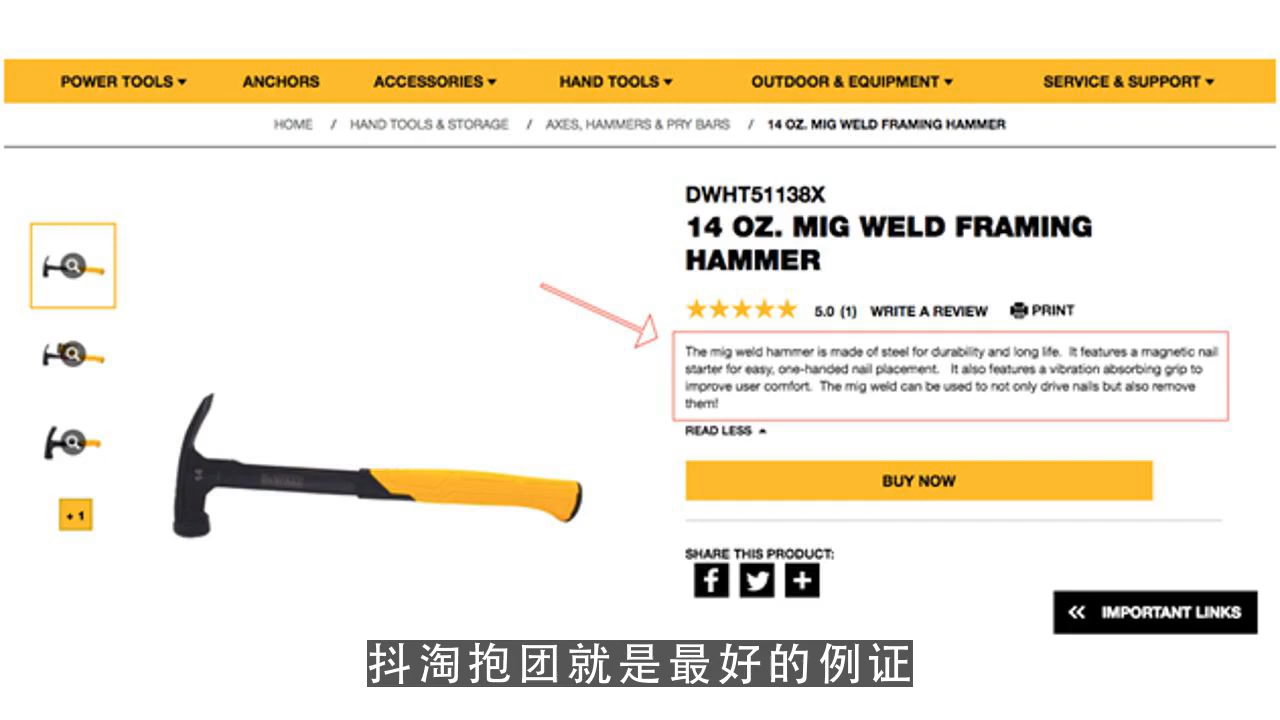 POWER TOOLS ANCHORS ACCESSORIES HAND TOOLS OUTDOOR & EQUIPMENT SERVICE & SUPPORT
HOME / HAND TOOLS & STORAGE / AXES, HAMMERS & PRY BARS / 14 OZ. MIG WELD FRAMING HAMMER
DWHT51138X
14 OZ. MIG WELD FRAMING
HAMMER
5.0 (1) WRITE A REVIEW PRINT
The mig weld hammer is made of steel for durability and long life. It features a magnetic nail
starter for easy, one-handed nail placement. It also features a vibration absorbing grip to
improve user comfort. The mig weld can be used to not only drive nails but also remove
them!
READ LESS
14
DEWALT
BUY NOW
+ 1
SHARE THIS PRODUCT:
IMPORTANT LINKS
抖淘抱团就是最好的例证